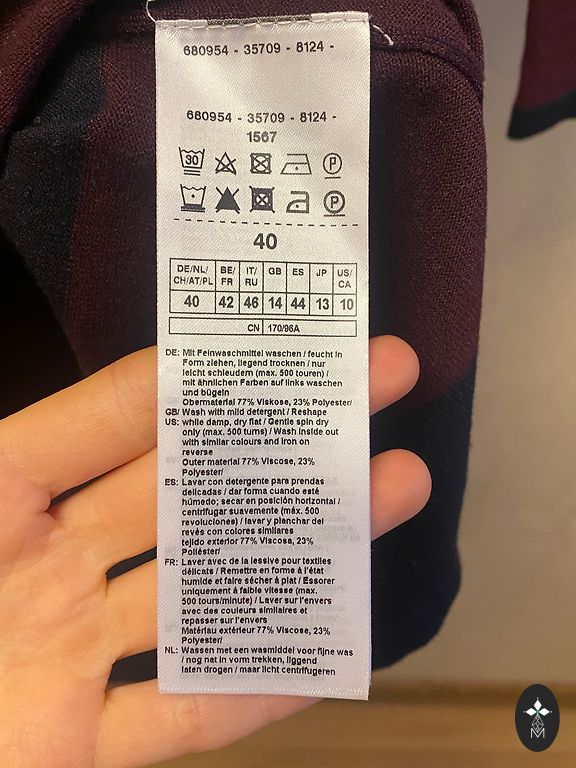 680954 - 35709 - 8124 -
680954 - 35709 - 8124 -
1567
30 P
P
40
DE/NL/ CH/AT/PL BE/ FR IT/ RU GB ES JP US/ CA
40 42 46 14 44 13 10
CN 170/96A
DE: Mit Feinwaschmittel waschen / feucht in
Form ziehen, liegend trocknen / nur
leicht schleudern (max. 500 touren) /
mit ähnlichen Farben auf links waschen
und bügeln
Obermaterial 77% Viskose, 23% Polyester/
GB/ Wash with mild detergent / Reshape
US: while damp, dry flat / Gentle spin dry
only (max. 500 turns) / Wash inside out
with similar colours and iron on
reverse
Outer material 77% Viscose, 23%
Polyester/
ES: Lavar con detergente para prendas
delicadas / dar forma cuando esté
húmedo; secar en posición horizontal /
centrifugar suavemente (máx. 500
revoluciones) / lavar y planchar del
revés con colores similares
tejido exterior 77% Viscosa, 23%
Poliéster/
FR: Laver avec de la lessive pour textiles
délicats / Remettre en forme à l'état
humide et faire sécher à plat / Essorer
uniquement à faible vitesse (max.
500 tours/minute) / Laver sur l'envers
avec des couleurs similaires et
repasser sur l'envers
Matériau extérieur 77% Viscose, 23%
Polyester/
NL: Wassen met een wasmiddel voor fijne was
/ nog nat in vorm trekken, liggend
laten drogen / maar licht centrifugeren